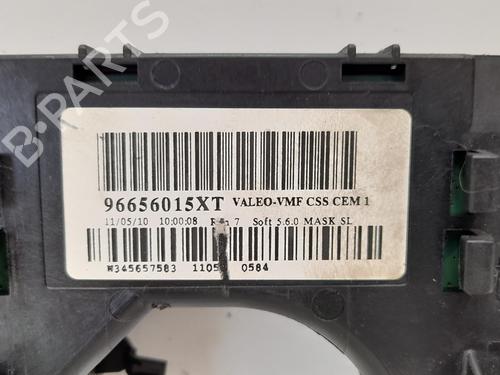 B-PARTS
96656015XT VALEO-VMF CSS CEM 1
11/05/10 10:00:08 7 Soft 5.6.0 MASK SL
W345657583 1105 0584